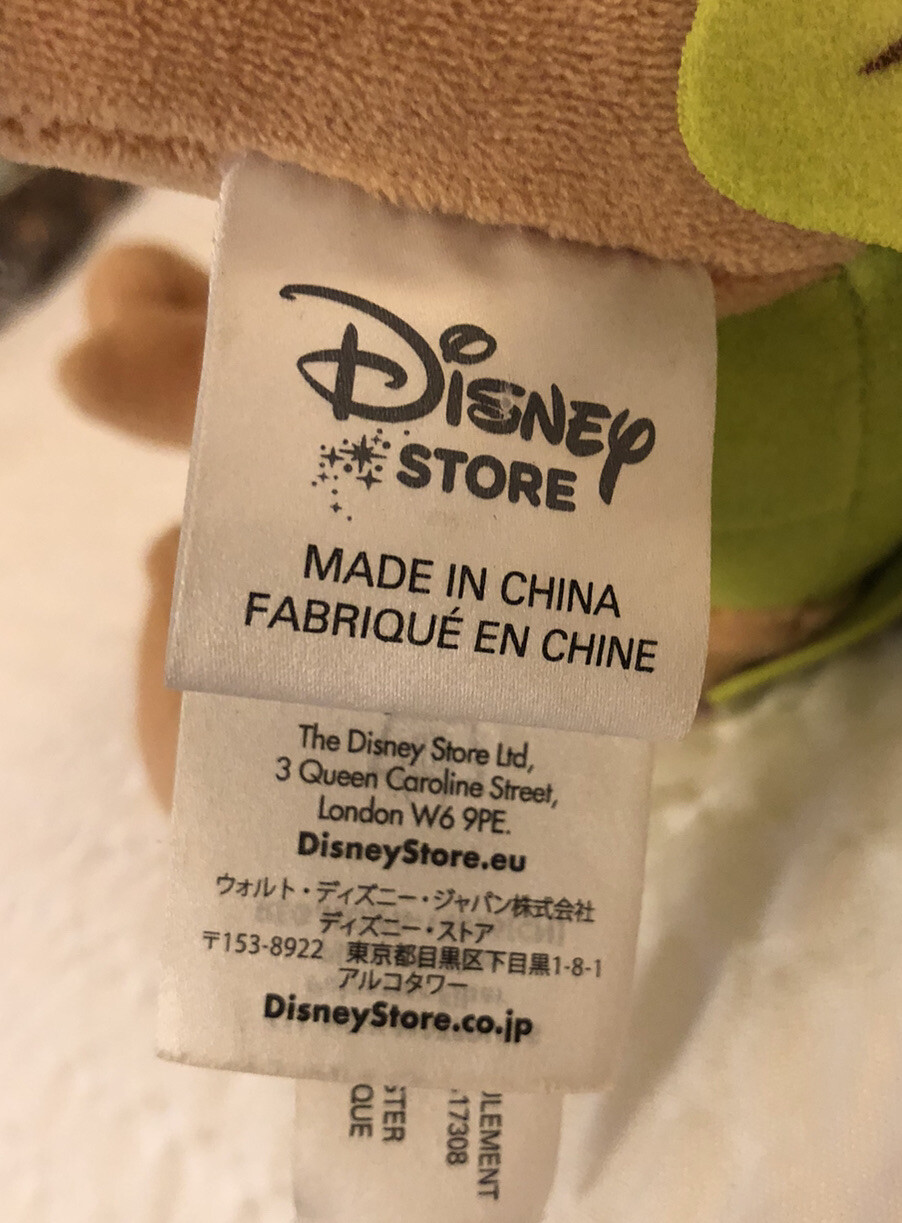 Disney
STORE
MADE IN CHINA
FABRIQUÉ EN CHINE
The Disney Store Ltd,
3 Queen Caroline Street,
London W6 9PE.
DisneyStore.eu
ウォルト・ディズニー・ジャパン株式会社
ディズニー・ストア
〒153-8922 東京都目黒区下目黒1-8-1
アルコタワー
DisneyStore.co.jp
17308